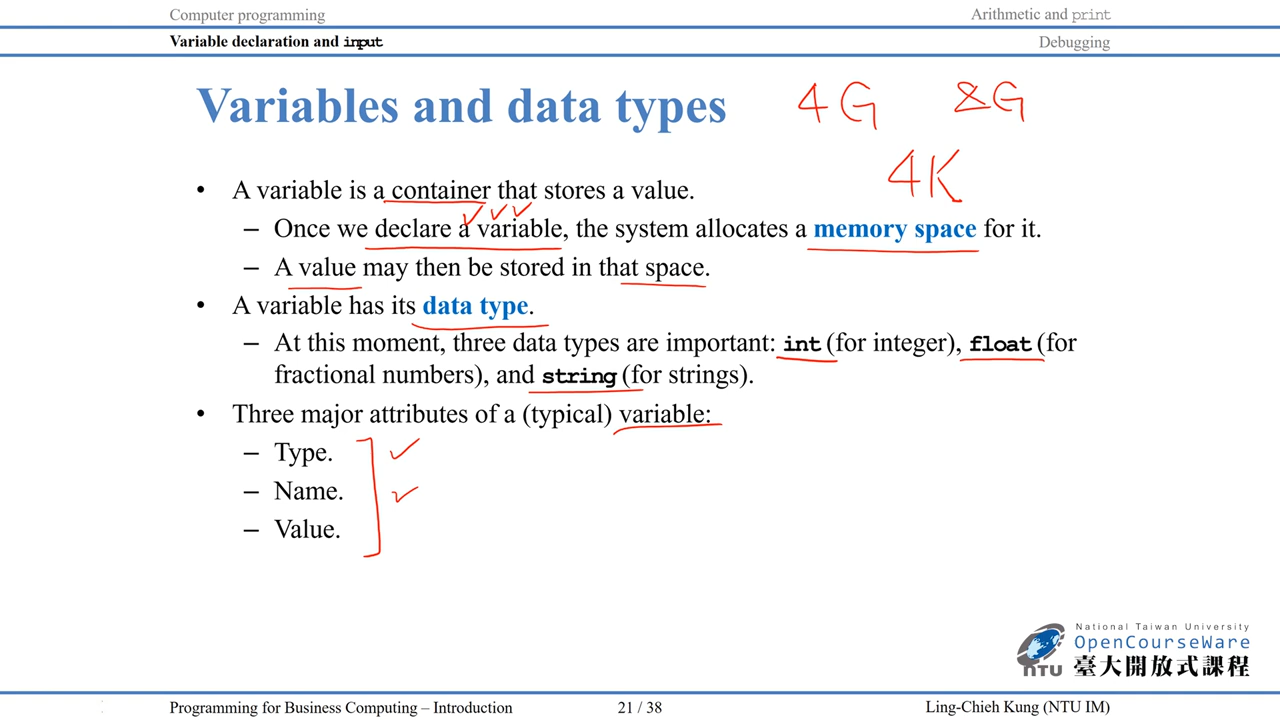 Computer programming
Arithmetic and print
Variable declaration and input
Debugging
Variables and data types
4G 8G
4K
• A variable is a container that stores a value.
– Once we declare a variable, the system allocates a memory space for it.
– A value may then be stored in that space.
• A variable has its data type.
– At this moment, three data types are important: int (for integer), float (for
fractional numbers), and string (for strings).
• Three major attributes of a (typical) variable:
– Type.
– Name.
– Value.
National Taiwan University
OpenCourseWare
NTU 臺大開放式課程
Programming for Business Computing – Introduction
21 / 38
Ling-Chieh Kung (NTU IM)